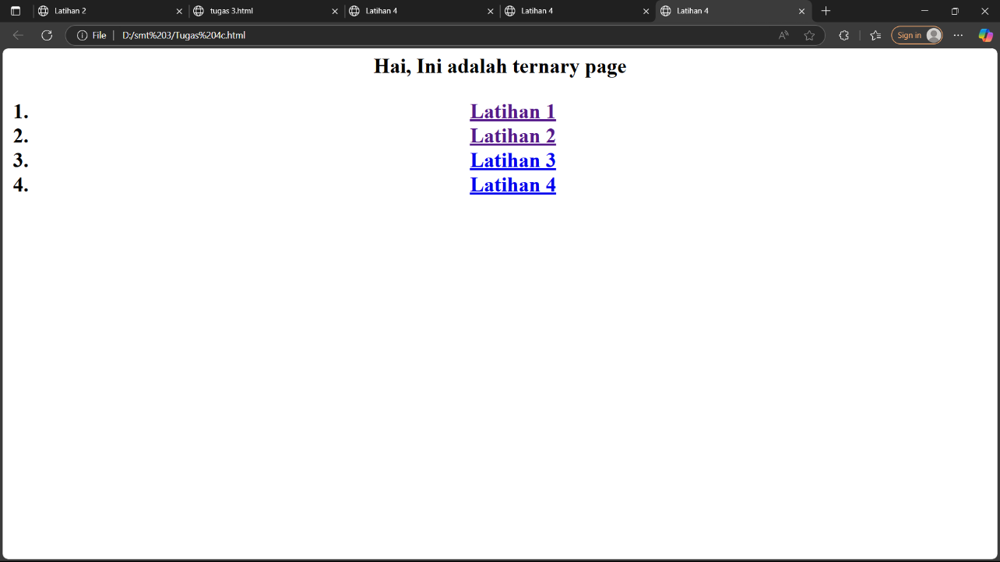 Latihan 2
tugas 3.html
Latihan 4
Latihan 4
Latihan 4
File
D:/smt%203/Tugas%204c.html
Sign in
Hai, Ini adalah ternary page
1. Latihan 1
2. Latihan 2
3. Latihan 3
4. Latihan 4